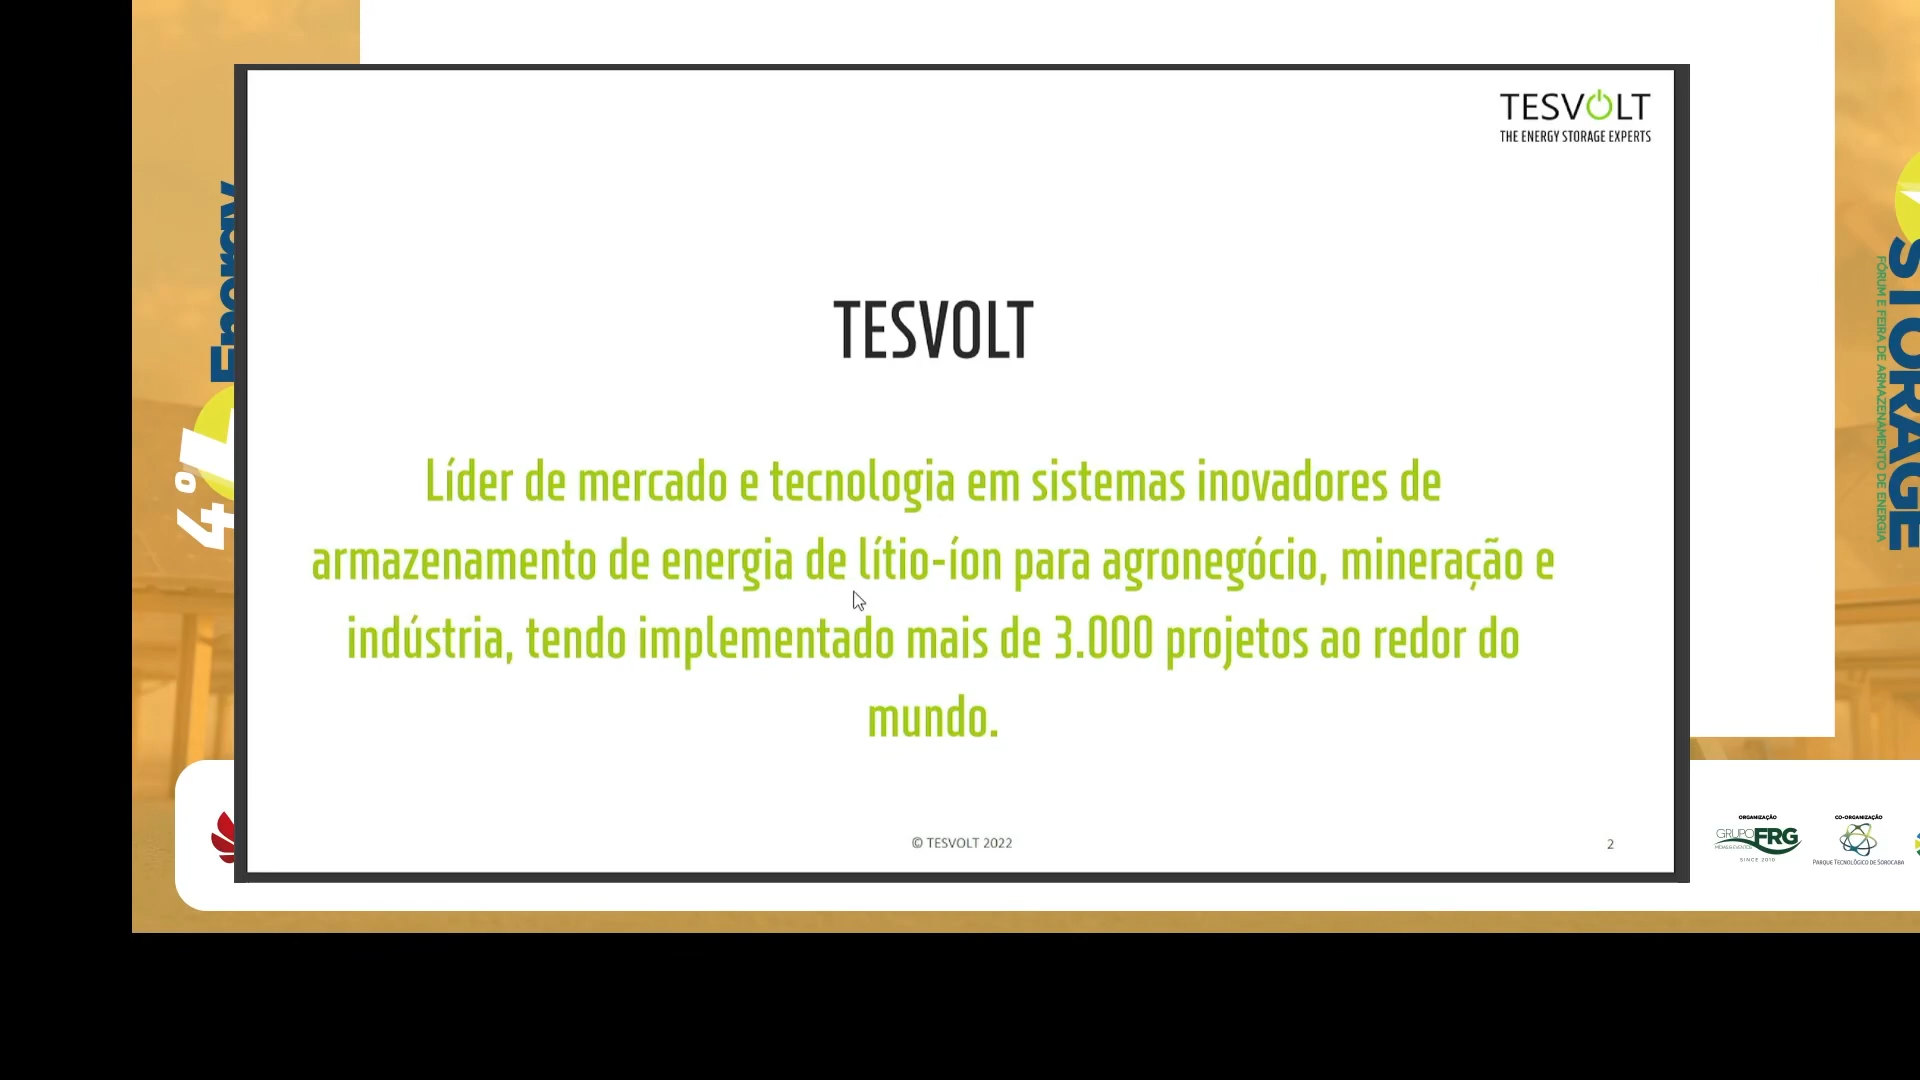 TESVOLT
THE ENERGY STORAGE EXPERTS
TESVOLT
Líder de mercado e tecnologia em sistemas inovadores de
armazenamento de energia de lítio-íon para agronegócio, mineração e
indústria, tendo implementado mais de 3.000 projetos ao redor do
mundo.
© TESVOLT 2022
2
4º
Energy
STORAGE
FÓRUM E FEIRA DE ARMAZENAMENTO DE ENERGIA
ORGANIZAÇÃO
GRUPO FRG
SINCE 2010
CO-ORGANIZAÇÃO
PARQUE TECNOLÓGICO DE SOROCABA